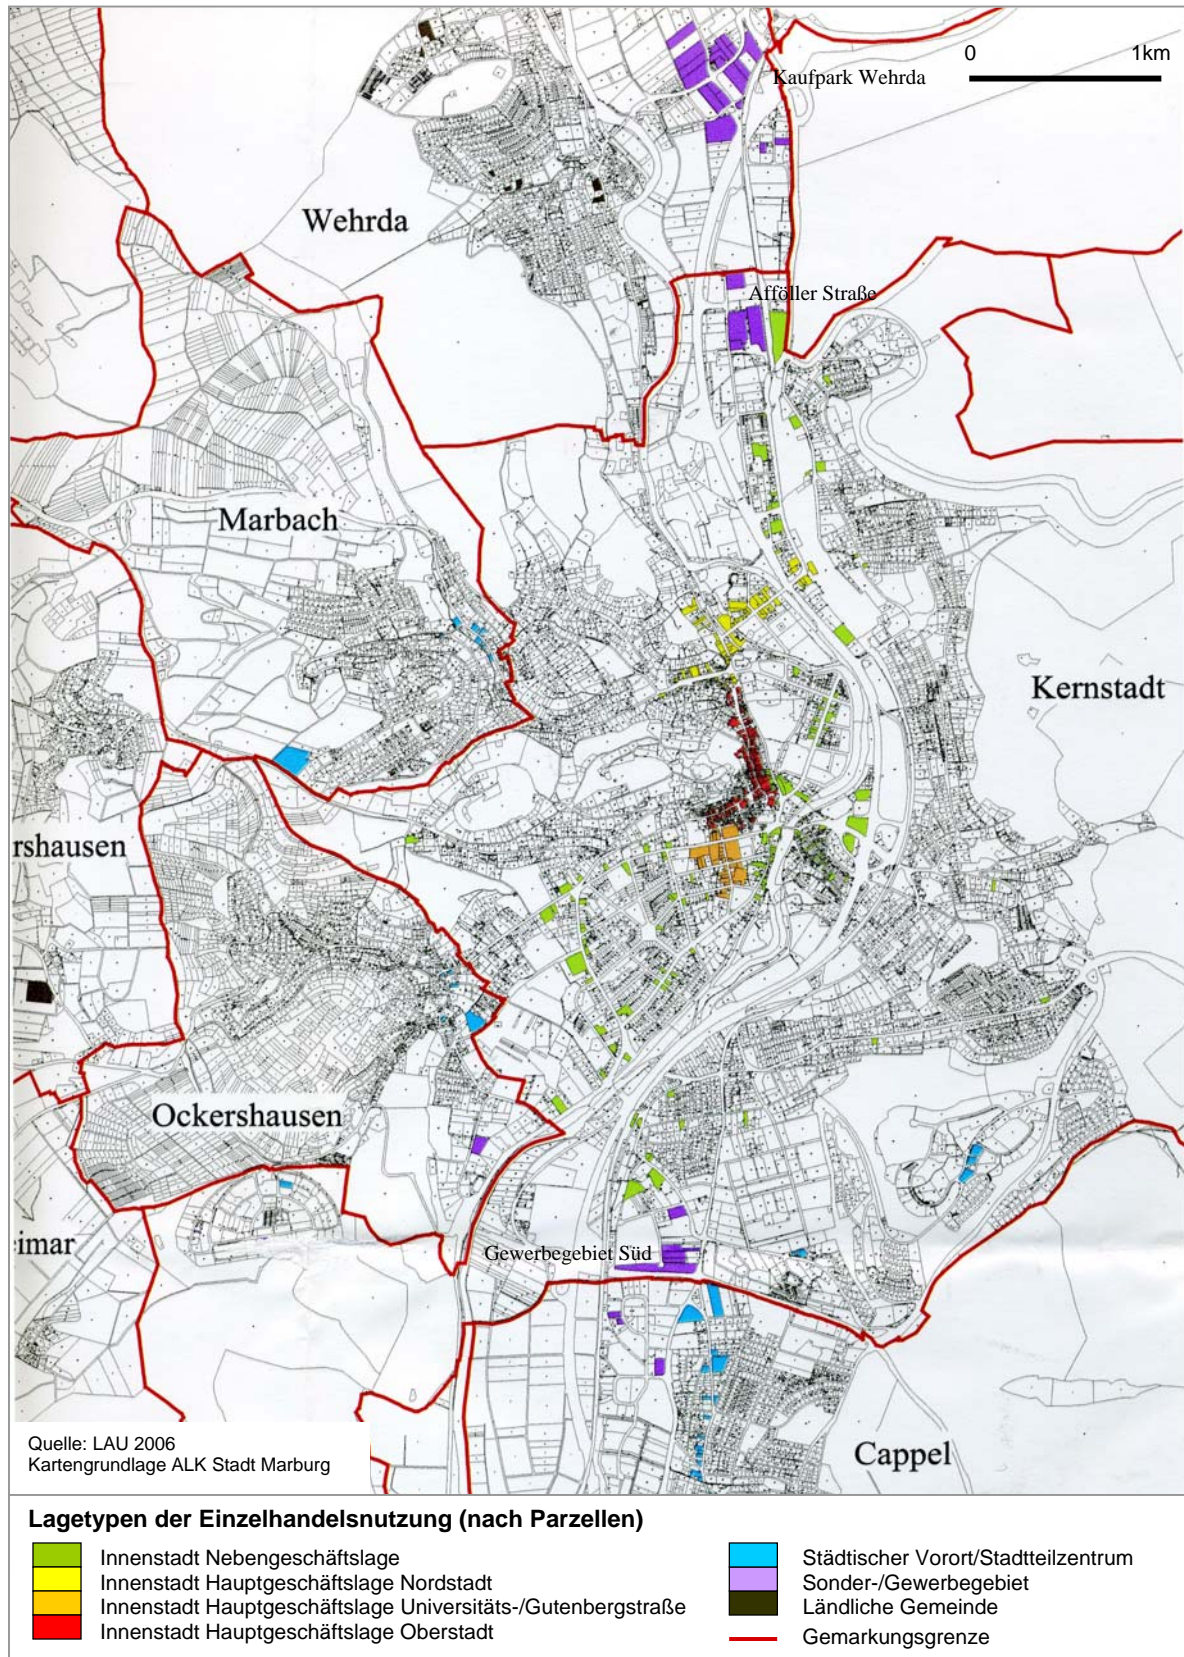 0 1km
Kaufpark Wehrda
Wehrda
Afföller Straße
Marbach
Kernstadt
rshausen
Ockershausen
eimar
Gewerbegebiet Süd
Cappel
Quelle: LAU 2006
Kartengrundlage ALK Stadt Marburg
Lagetypen der Einzelhandelsnutzung (nach Parzellen)
Innenstadt Nebengeschäftslage
Innenstadt Hauptgeschäftslage Nordstadt
Innenstadt Hauptgeschäftslage Universitäts-/Gutenbergstraße
Innenstadt Hauptgeschäftslage Oberstadt
Städtischer Vorort/Stadtteilzentrum
Sonder-/Gewerbegebiet
Ländliche Gemeinde
Gemarkungsgrenze